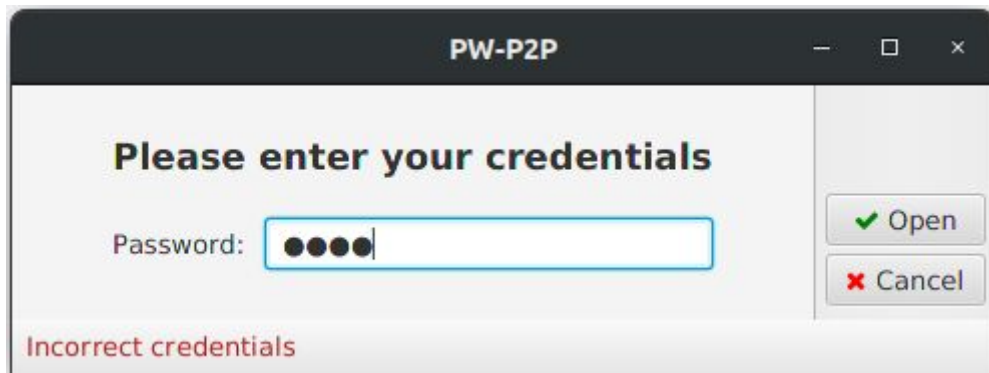 PW-P2P
Please enter your credentials
Password: ●●●●
Open
Cancel
Incorrect credentials